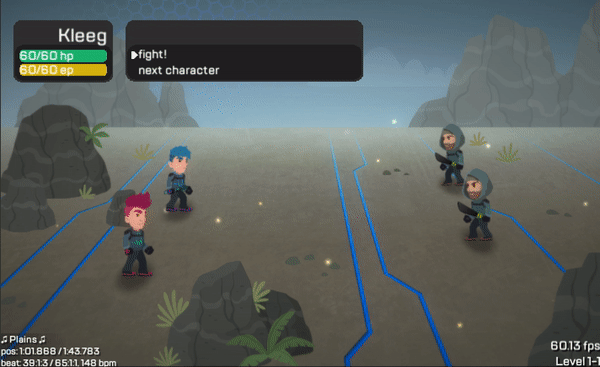 Kleeg
60/60 hp
60/60 ep
fight!
next character
♫ Plains ♫
pos: 1:01.868 / 1:43.783
beat: 39:1:3 / 65:1:1, 148 bpm
60.13 fps
Level 1-1